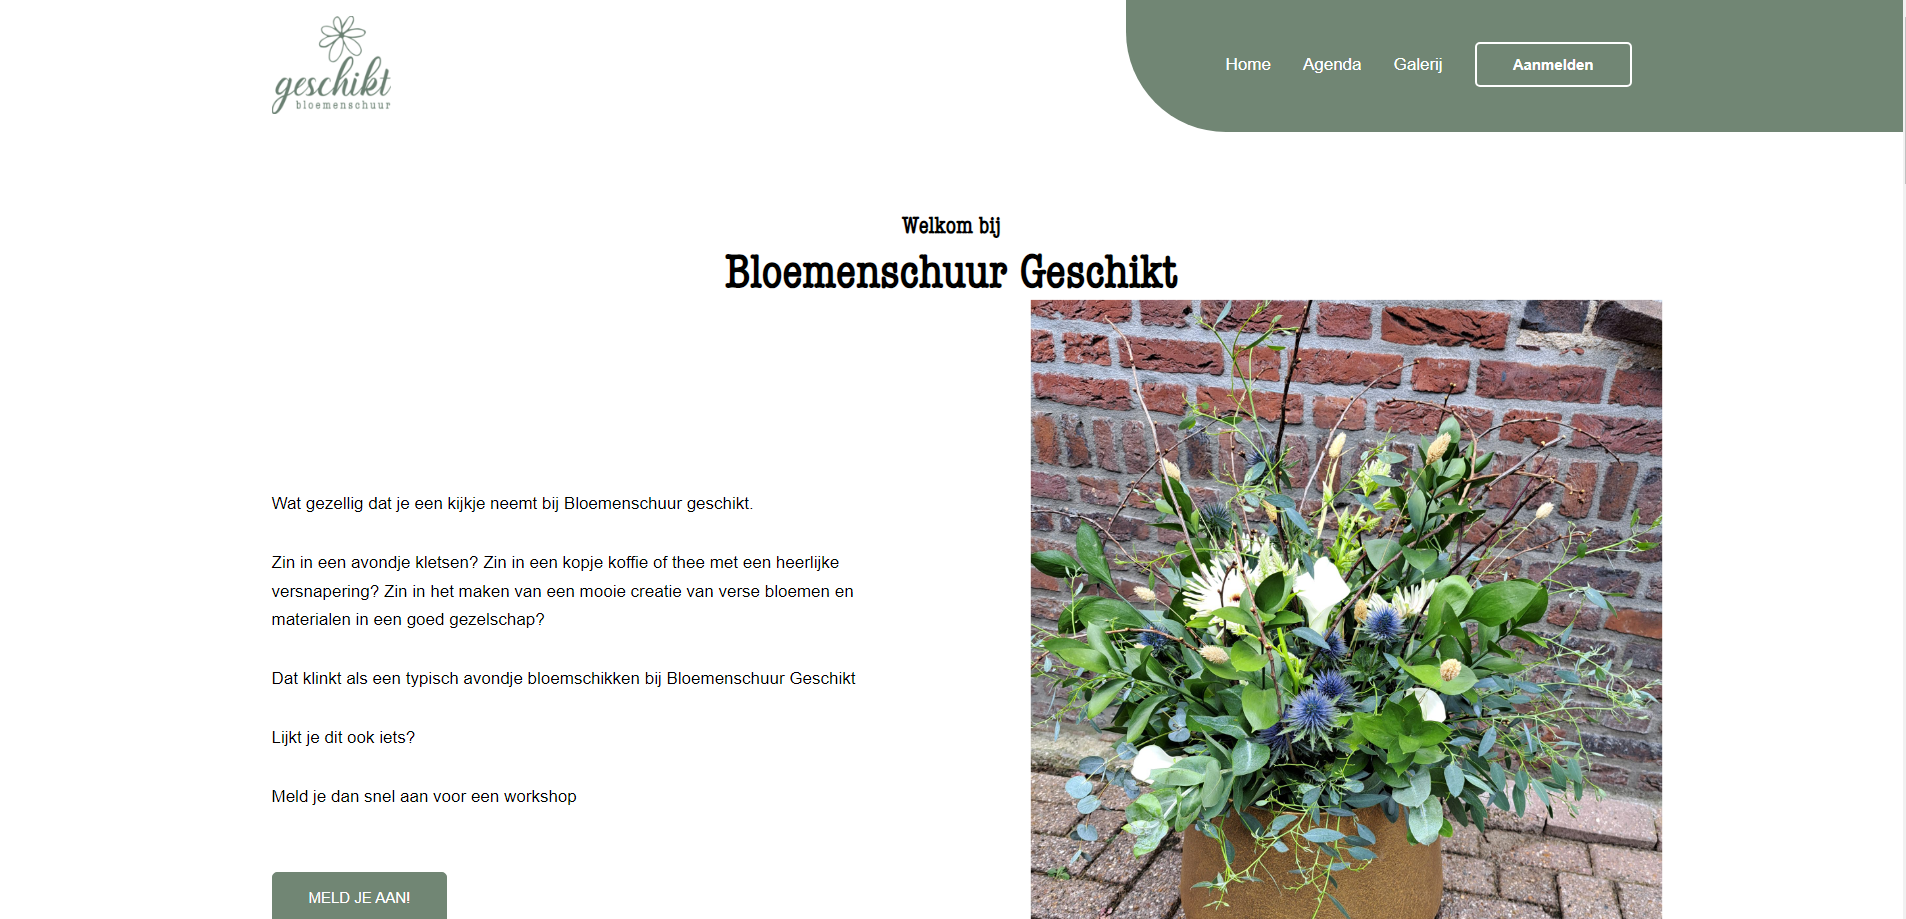 geschikt
bloemenschuur
Home Agenda Galerij Aanmelden
Welkom bij
Bloemenschuur Geschikt
Wat gezellig dat je een kijkje neemt bij Bloemenschuur geschikt.
Zin in een avondje kletsen? Zin in een kopje koffie of thee met een heerlijke
versnapering? Zin in het maken van een mooie creatie van verse bloemen en
materialen in een goed gezelschap?
Dat klinkt als een typisch avondje bloemschikken bij Bloemenschuur Geschikt
Lijkt je dit ook iets?
Meld je dan snel aan voor een workshop
MELD JE AAN!